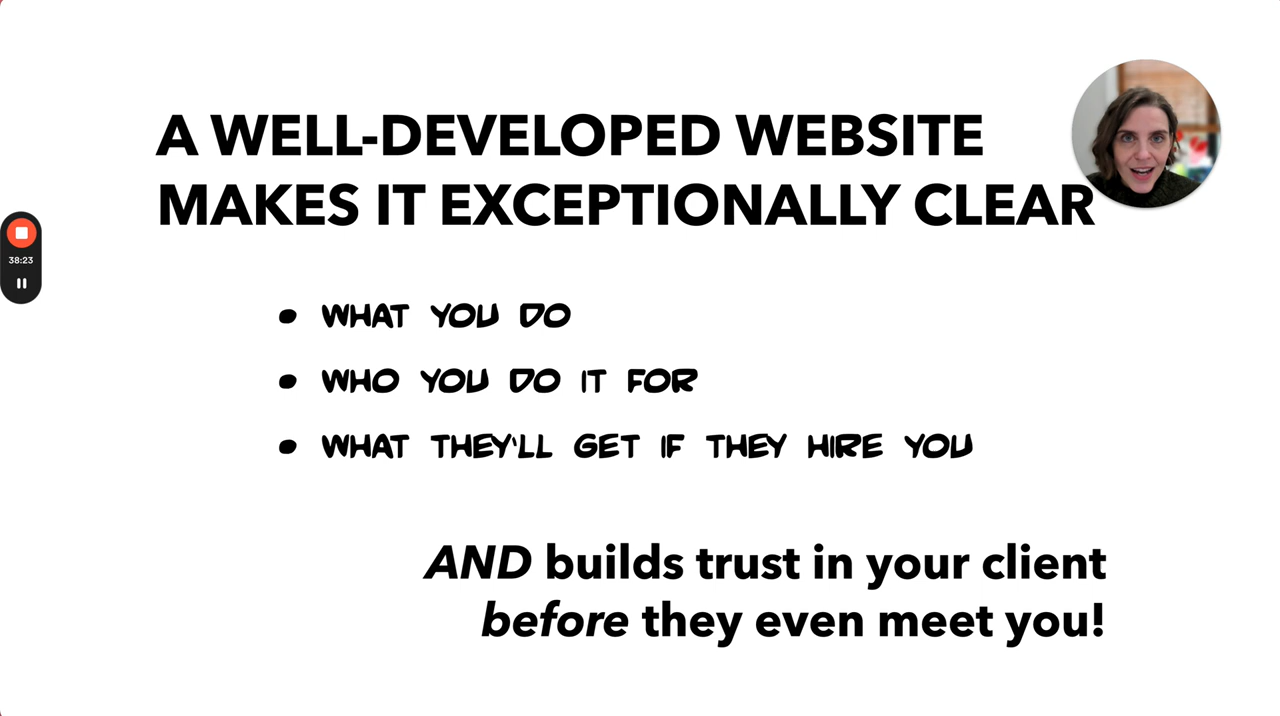 A WELL-DEVELOPED WEBSITE
MAKES IT EXCEPTIONALLY CLEAR
38:23
• WHAT YOU DO
• WHO YOU DO IT FOR
• WHAT THEY'LL GET IF THEY HIRE YOU
AND builds trust in your client
before they even meet you!